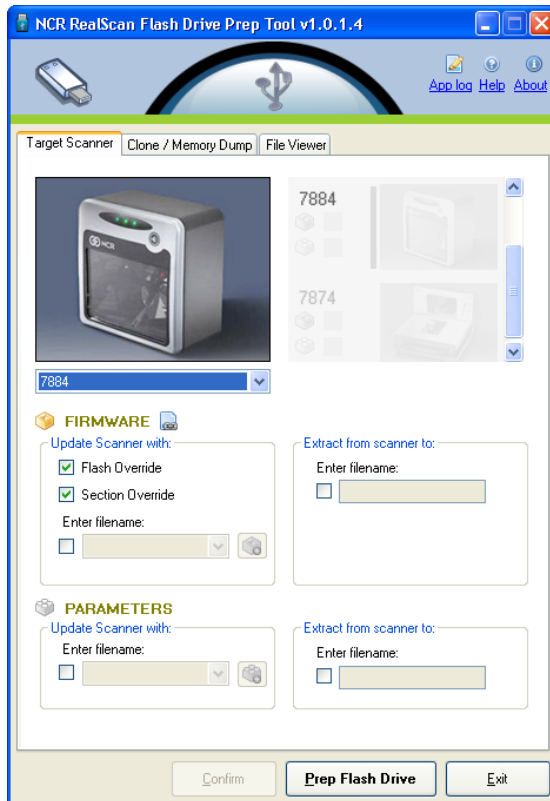 NCR RealScan Flash Drive Prep Tool v1.0.1.4
App log Help About
Target Scanner Clone / Memory Dump File Viewer
NCR
7884
7874
7884
FIRMWARE
Update Scanner with:
Flash Override
Section Override
Enter filename:
Extract from scanner to:
Enter filename:
PARAMETERS
Update Scanner with:
Enter filename:
Extract from scanner to:
Enter filename:
Confirm Prep Flash Drive Exit